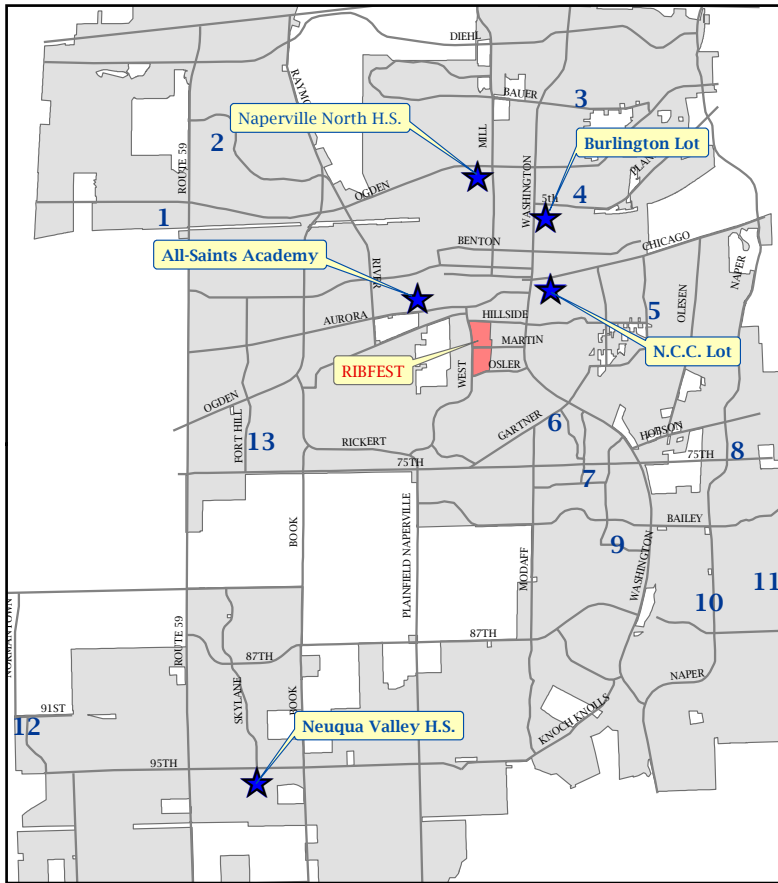 DIEHL
RAYMO
BAUER
3
Naperville North H.S.
MILL
2
Burlington Lot
ROUTE 59
WASHINGTON
PLAN
OGDEN
5th
4
1
BENTON
CHICAGO
All-Saints Academy
RIVER
NAPER
OLESEN
AURORA
HILLSIDE
5
MARTIN
N.C.C. Lot
RIBFEST
WEST
OSLER
OGDEN
GARTNER
6
HOBSON
FORT HILL
13
RICKERT
75TH
75TH
8
7
BOOK
PLAINFIELD NAPERVILLE
MODAFF
BAILEY
9
WASHINGTON
11
10
NORMANTOWN
ROUTE 59
87TH
87TH
NAPER
SKYLANE
BOOK
91ST
12
Neuqua Valley H.S.
KNOCH KNOLLS
95TH